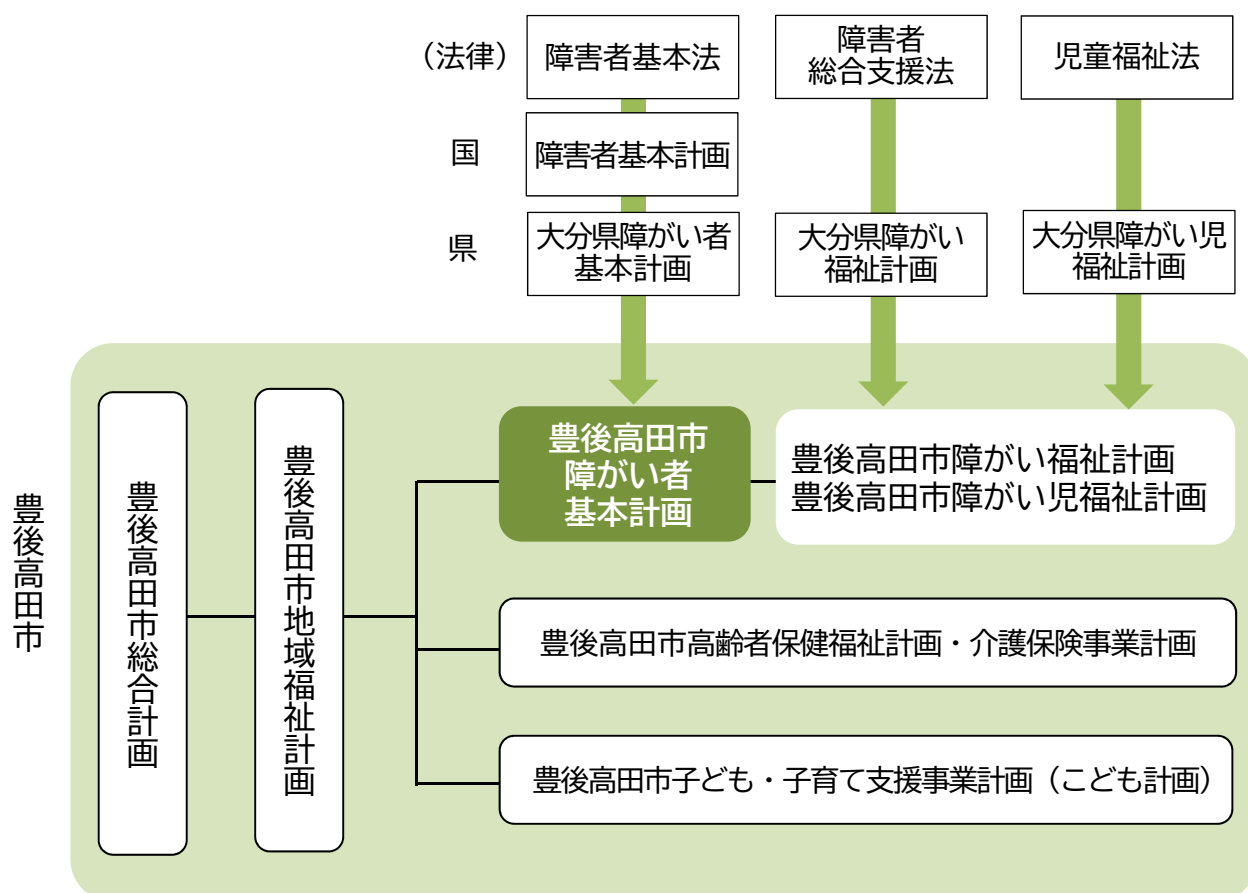 （法律）
障害者基本法
障害者
総合支援法
児童福祉法
国
障害者基本計画
県
大分県障がい者
基本計画
大分県障がい
福祉計画
大分県障がい児
福祉計画
豊後高田市
豊後高田市総合計画
豊後高田市地域福祉計画
豊後高田市
障がい者
基本計画
豊後高田市障がい福祉計画
豊後高田市障がい児福祉計画
豊後高田市高齢者保健福祉計画・介護保険事業計画
豊後高田市子ども・子育て支援事業計画（こども計画）